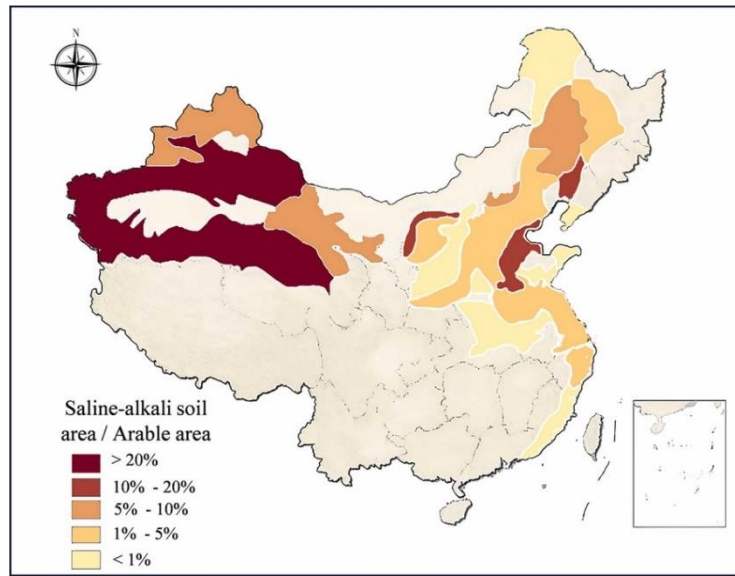 N
Saline-alkali soil
area / Arable area
> 20%
10% - 20%
5% - 10%
1% - 5%
< 1%